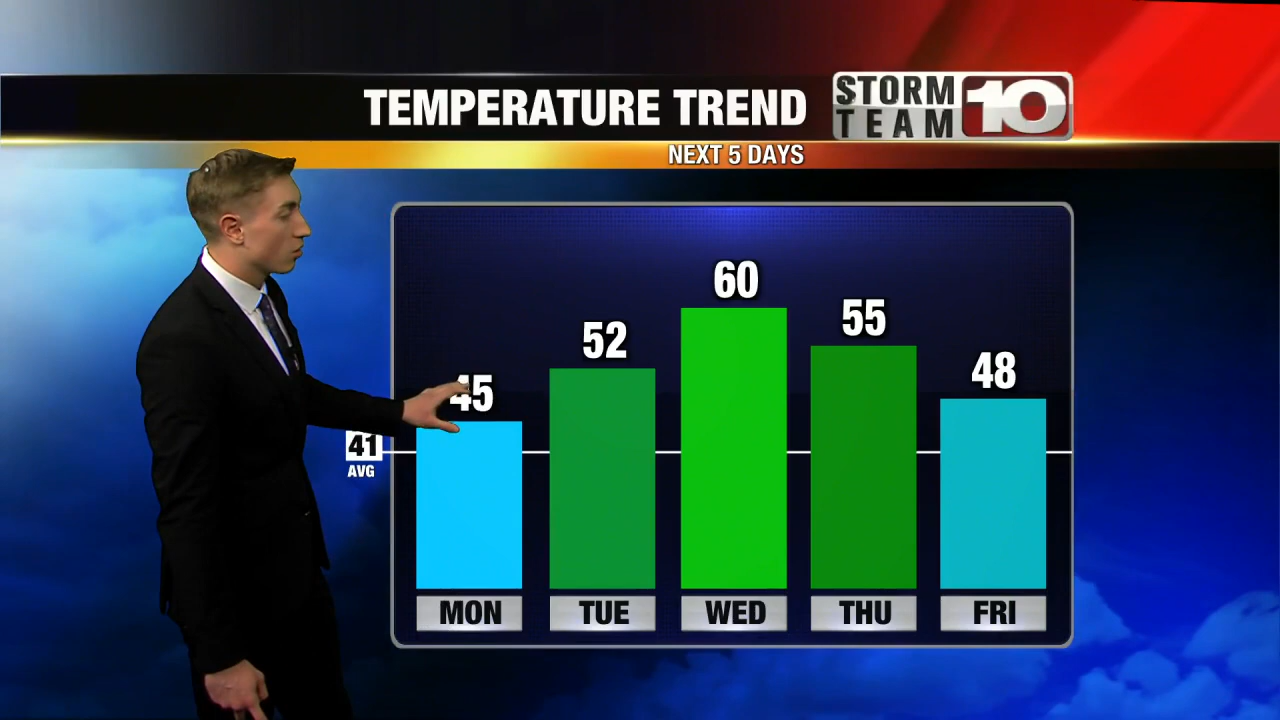 TEMPERATURE TREND
STORM
TEAM
10
NEXT 5 DAYS
60
55
52
48
45
41
AVG
MON TUE WED THU FRI